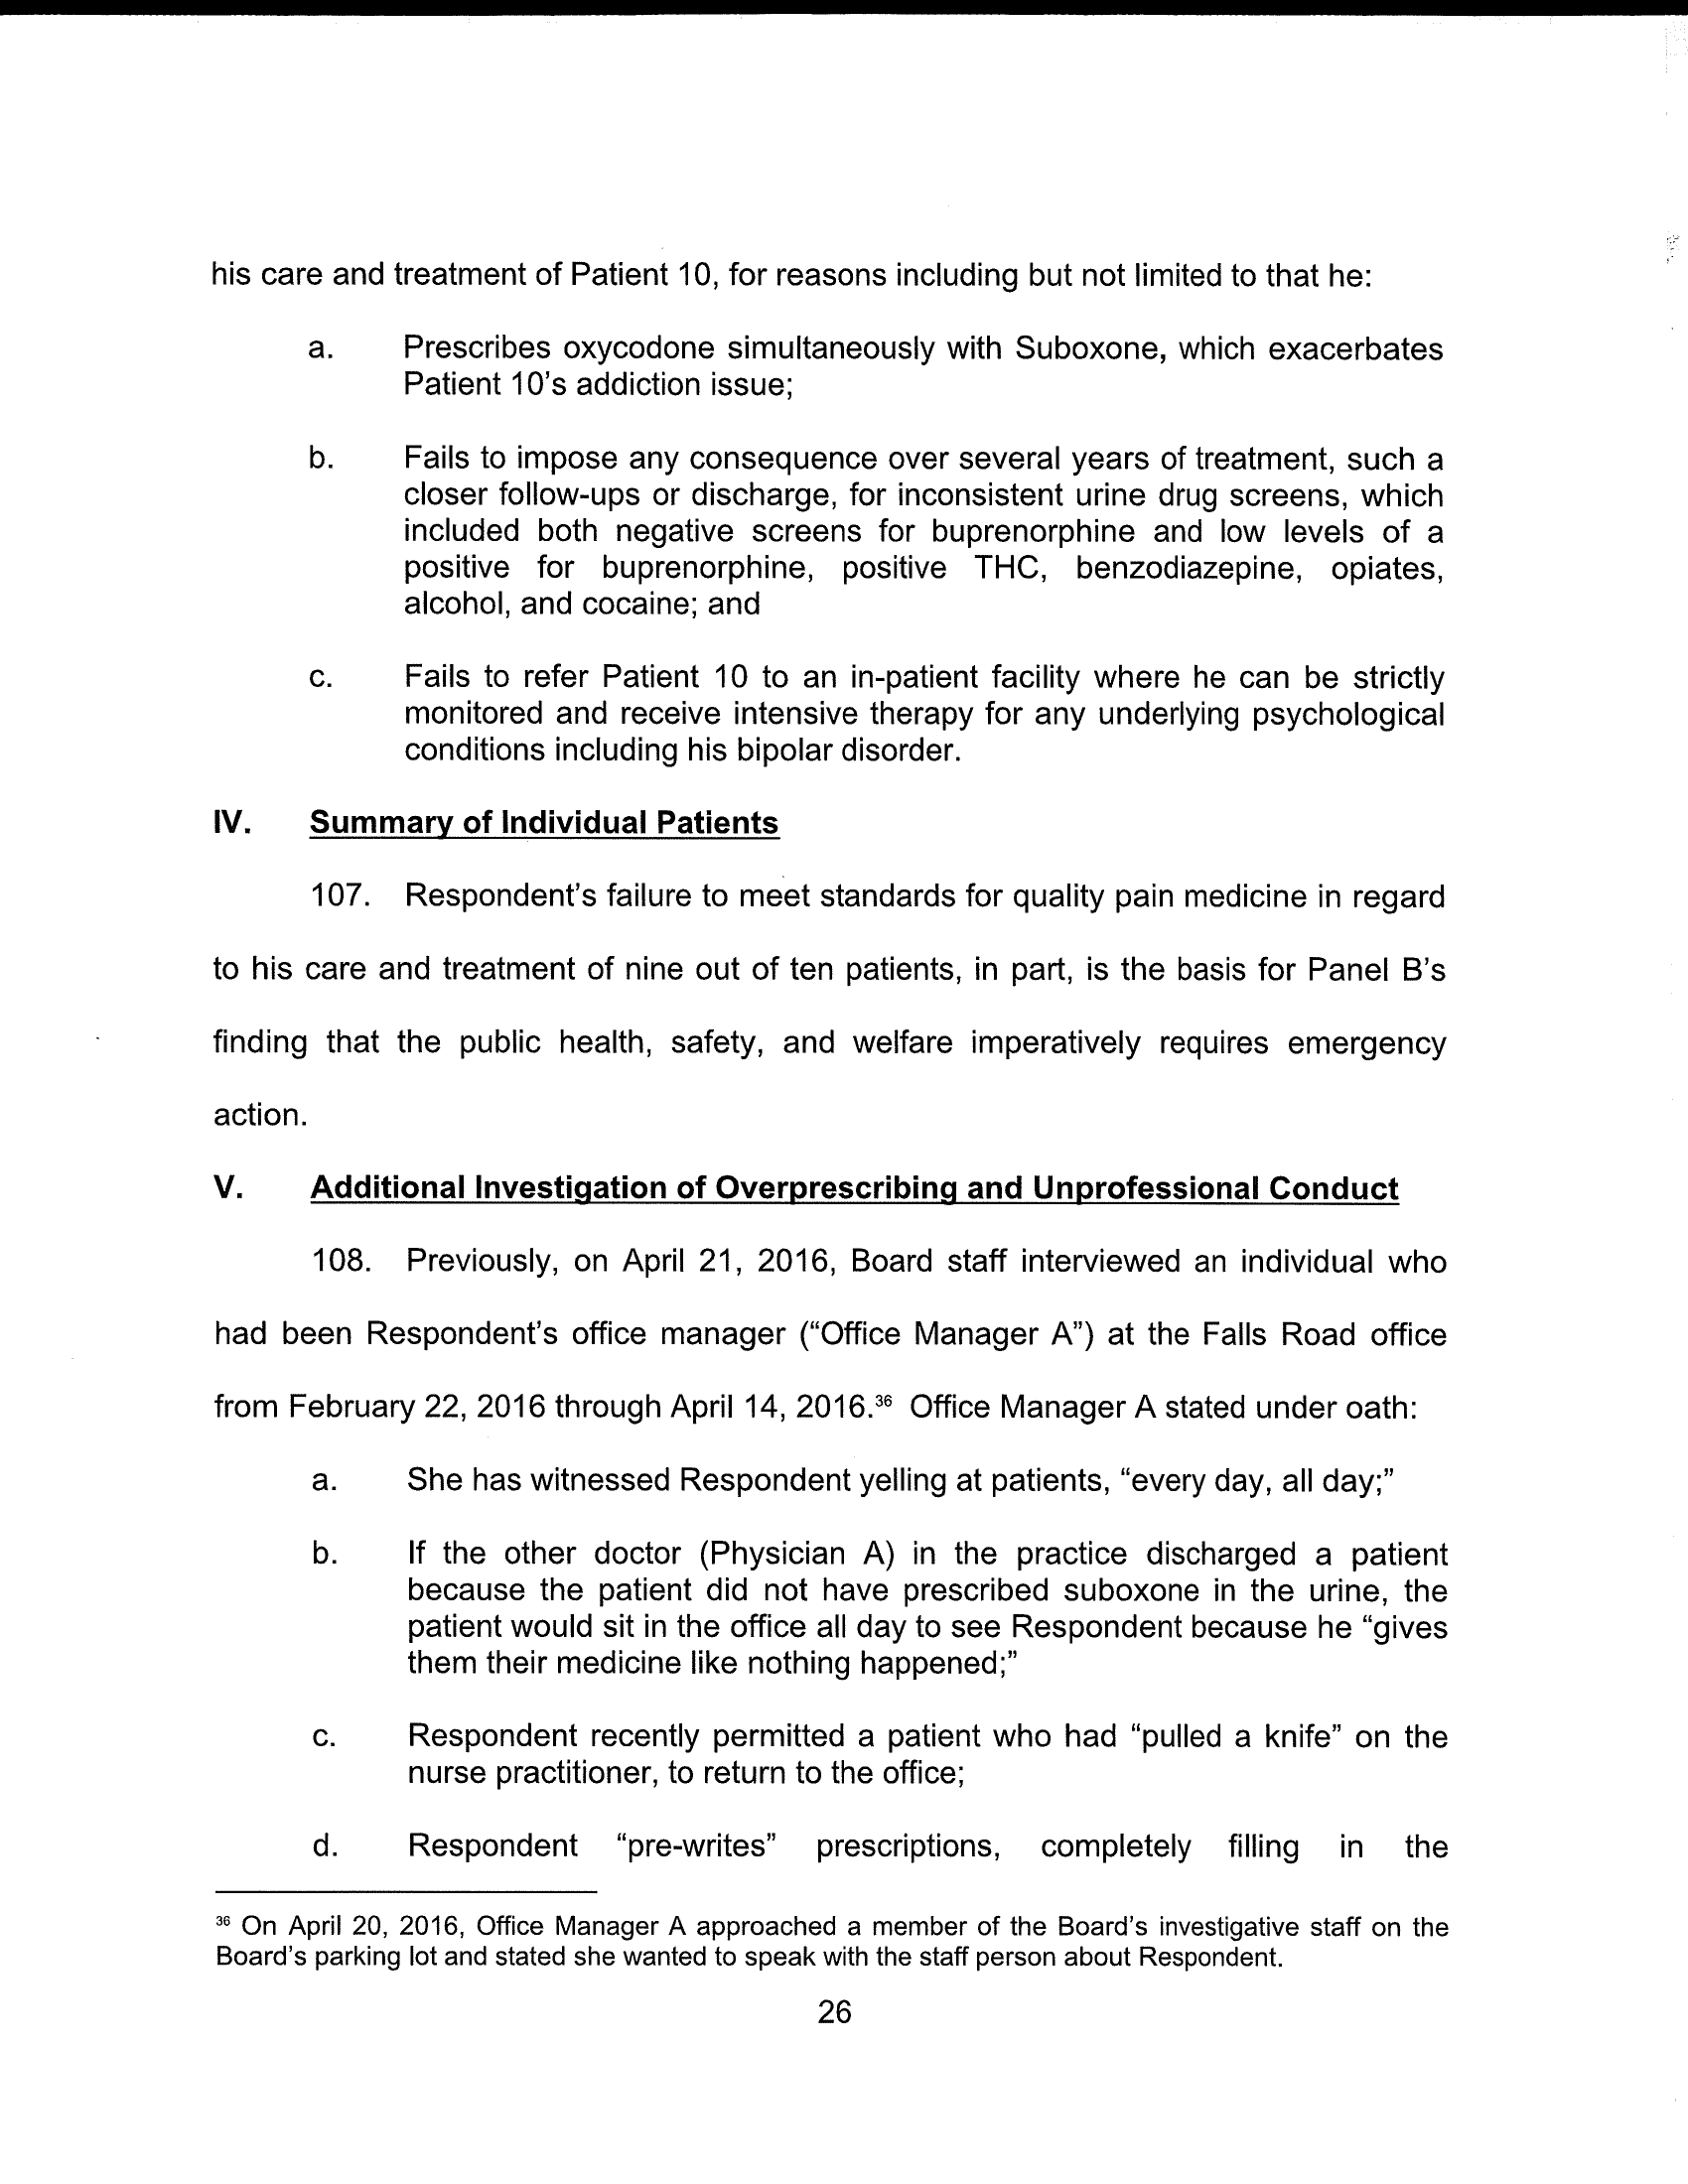 his care and treatment of Patient 10, for reasons including but not limited to that he:
a. Prescribes oxycodone simultaneously with Suboxone, which exacerbates
Patient 10's addiction issue;
b. Fails to impose any consequence over several years of treatment, such a
closer follow-ups or discharge, for inconsistent urine drug screens, which
included both negative screens for buprenorphine and low levels of a
positive for buprenorphine, positive THC, benzodiazepine, opiates,
alcohol, and cocaine; and
c. Fails to refer Patient 10 to an in-patient facility where he can be strictly
monitored and receive intensive therapy for any underlying psychological
conditions including his bipolar disorder.
IV. Summary of Individual Patients
107. Respondent's failure to meet standards for quality pain medicine in regard
to his care and treatment of nine out of ten patients, in part, is the basis for Panel B's
finding that the public health, safety, and welfare imperatively requires emergency
action.
V. Additional Investigation of Overprescribing and Unprofessional Conduct
108. Previously, on April 21, 2016, Board staff interviewed an individual who
had been Respondent's office manager (“Office Manager A”) at the Falls Road office
from February 22, 2016 through April 14, 2016.³⁶ Office Manager A stated under oath:
a. She has witnessed Respondent yelling at patients, “every day, all day;”
b. If the other doctor (Physician A) in the practice discharged a patient
because the patient did not have prescribed suboxone in the urine, the
patient would sit in the office all day to see Respondent because he “gives
them their medicine like nothing happened;”
c. Respondent recently permitted a patient who had “pulled a knife” on the
nurse practitioner, to return to the office;
d. Respondent “pre-writes” prescriptions, completely filling in the
³⁶ On April 20, 2016, Office Manager A approached a member of the Board's investigative staff on the
Board's parking lot and stated she wanted to speak with the staff person about Respondent.
26